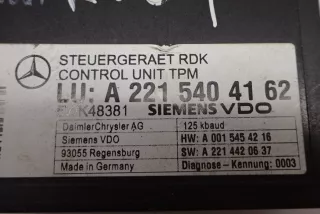 STEUERGERAET RDK
CONTROL UNIT TPM
LU: A 221 540 41 62
K48381 SIEMENS VDO
DaimlerChrysler AG 125 kbaud
Siemens VDO HW: A 001 545 42 16
93055 Regensburg SW: A 221 442 06 37
Made in Germany Diagnose - Kennung: 0003